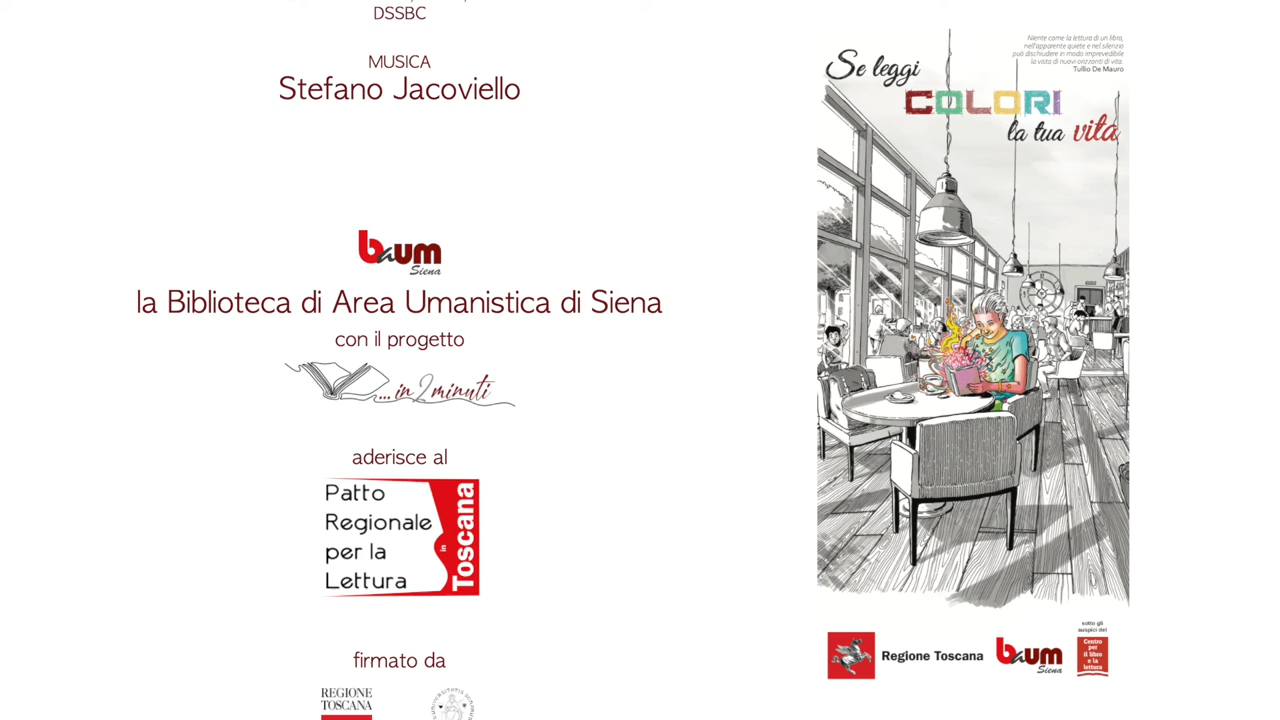 DSSBC
MUSICA
Stefano Jacoviello
baum
Siena
la Biblioteca di Area Umanistica di Siena
con il progetto
...in 2 minuti
aderisce al
Patto
Regionale
per la
Lettura
in
Toscana
firmato da
REGIONE
TOSCANA
Niente come la lettura di un libro,
nell'apparente quiete e nel silenzio
può dischiudere in modo imprevedibile
la vista di nuovi orizzonti di vita.
Tullio De Mauro
Se leggi
COLORI
la tua vita
Regione Toscana
baum
Siena
sotto gli
auspici del
Centro
per
il libro
e la
lettura